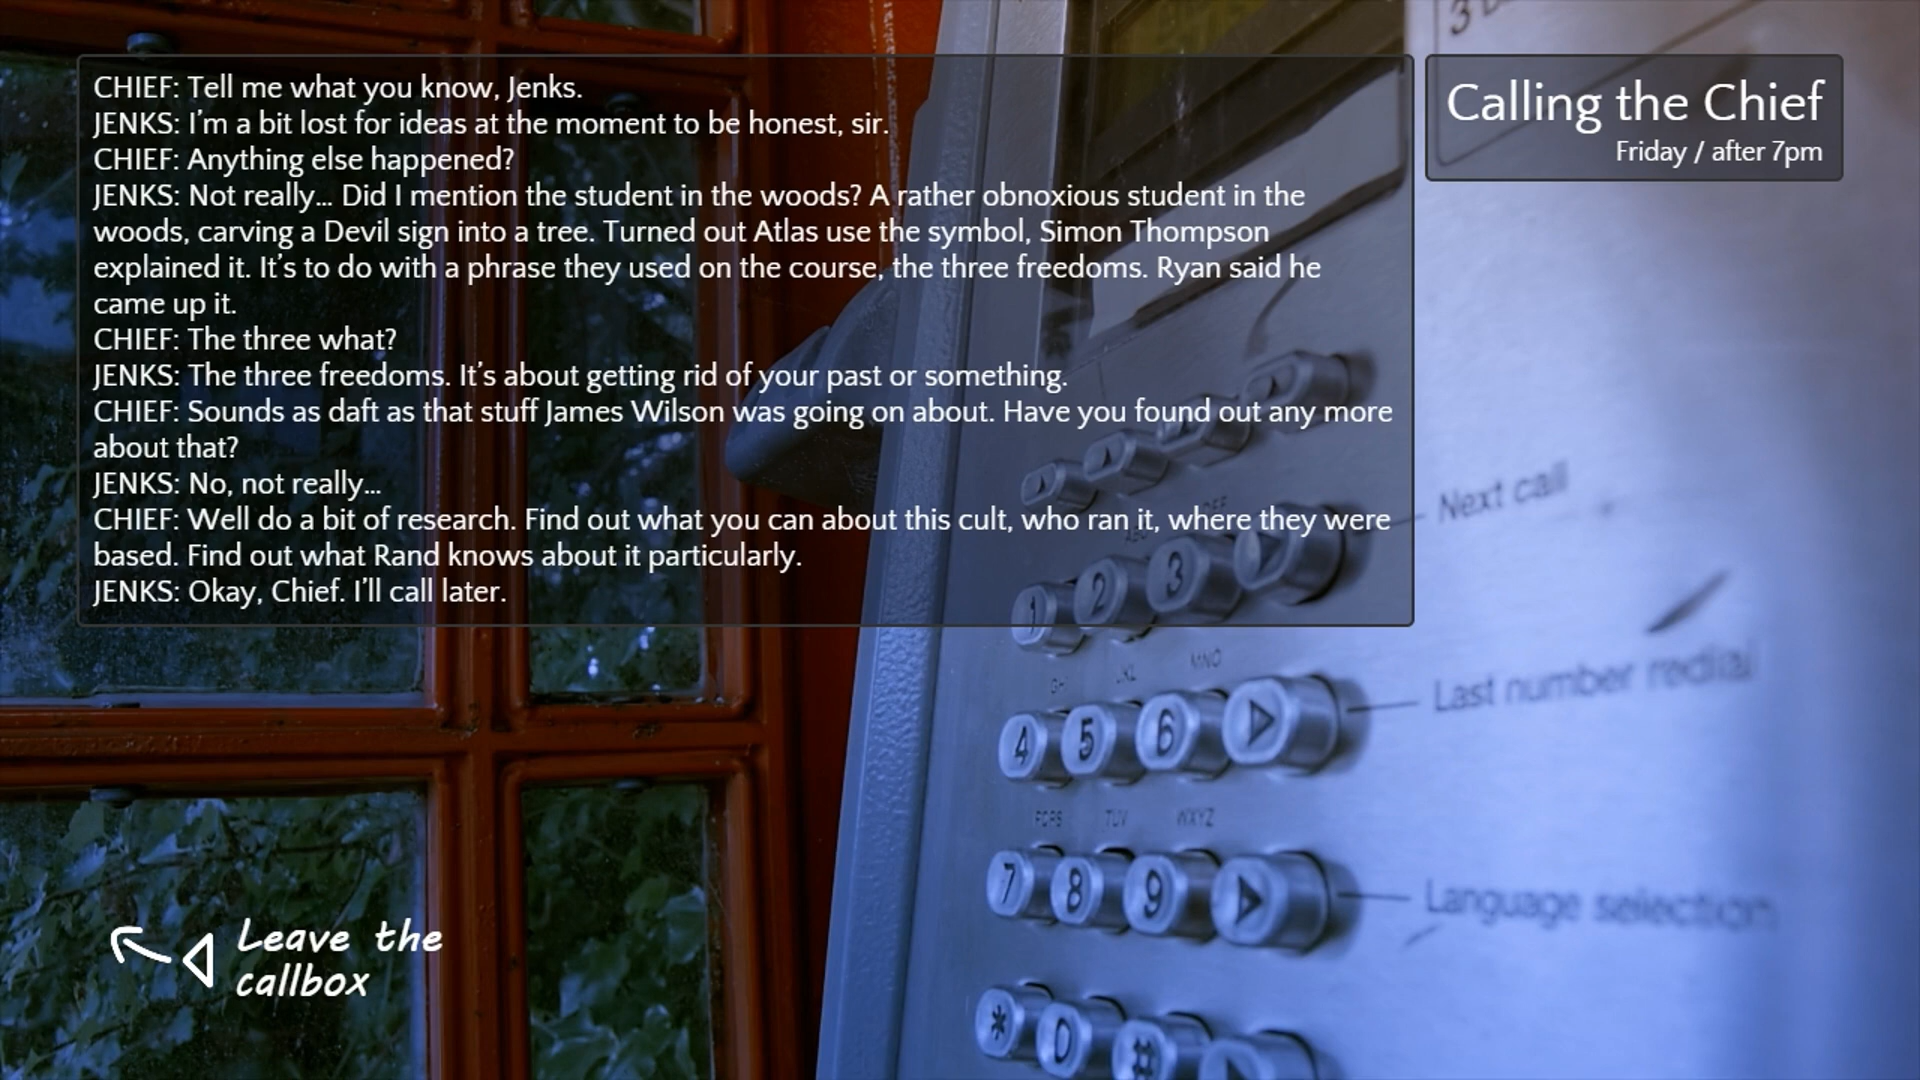 3
CHIEF: Tell me what you know, Jenks.
JENKS: I'm a bit lost for ideas at the moment to be honest, sir.
CHIEF: Anything else happened?
JENKS: Not really... Did I mention the student in the woods? A rather obnoxious student in the
woods, carving a Devil sign into a tree. Turned out Atlas use the symbol, Simon Thompson
explained it. It's to do with a phrase they used on the course, the three freedoms. Ryan said he
came up it.
CHIEF: The three what?
JENKS: The three freedoms. It's about getting rid of your past or something.
CHIEF: Sounds as daft as that stuff James Wilson was going on about. Have you found out any more
about that?
JENKS: No, not really...
CHIEF: Well do a bit of research. Find out what you can about this cult, who ran it, where they were
based. Find out what Rand knows about it particularly.
JENKS: Okay, Chief. I'll call later.
Calling the Chief
Friday / after 7pm
Next call
1 2 3
MNO
Last number redial
4 5 6
TUV WXYZ
Language selection
7 8 9
* 0 #
Leave the
callbox